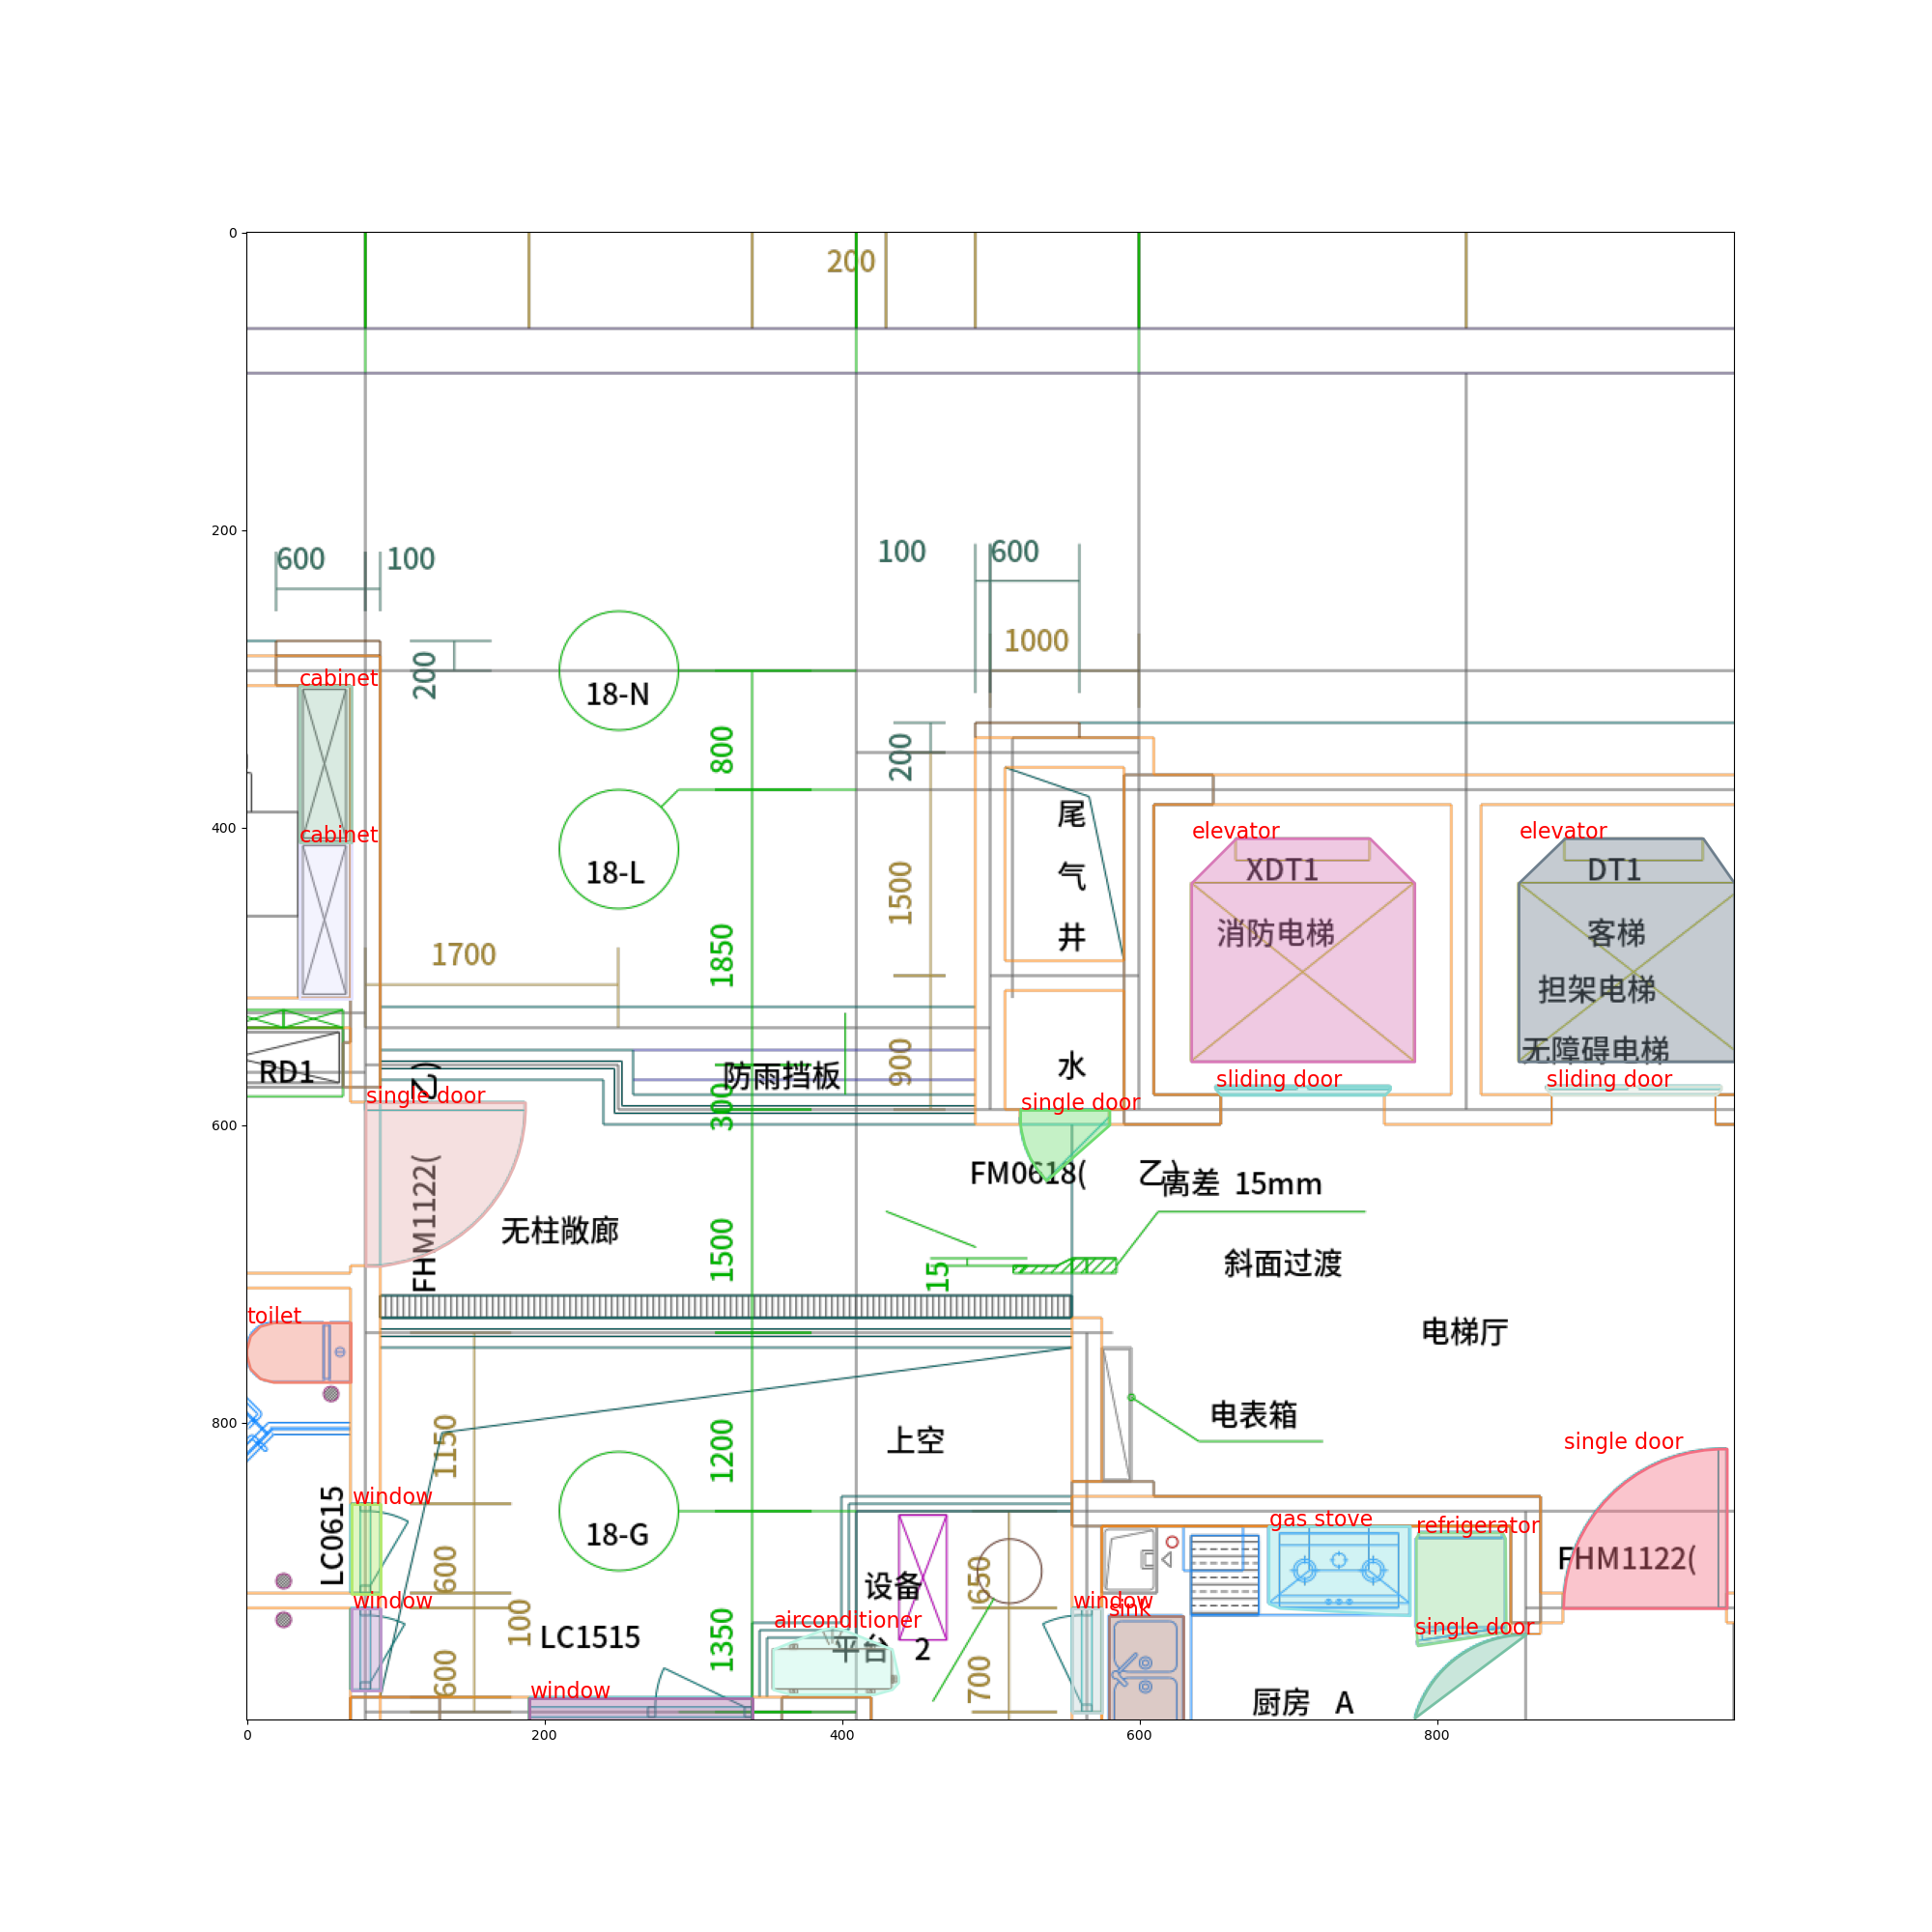 0
200
200
600
100
100
600
1000
200
cabinet
18-N
800
200
尾
cabinet
elevator
elevator
400
18-L
XDT1
DT1
气
1500
消防电梯
客梯
井
1700
1850
担架电梯
无障碍电梯
RD1
乙)
防雨挡板
900
水
sliding door
sliding door
single door
300
single door
600
FHM1122(
FM0618(
乙)
高差 15mm
无柱敞廊
1500
15
斜面过渡
toilet
电梯厅
800
1150
1200
上空
电表箱
single door
window
LC0615
18-G
gas stove
refrigerator
600
设备
650
FHM1122(
window
100
LC1515
1350
airconditioner
平台 2
window
sink
single door
600
window
700
厨房 A
0
200
400
600
800